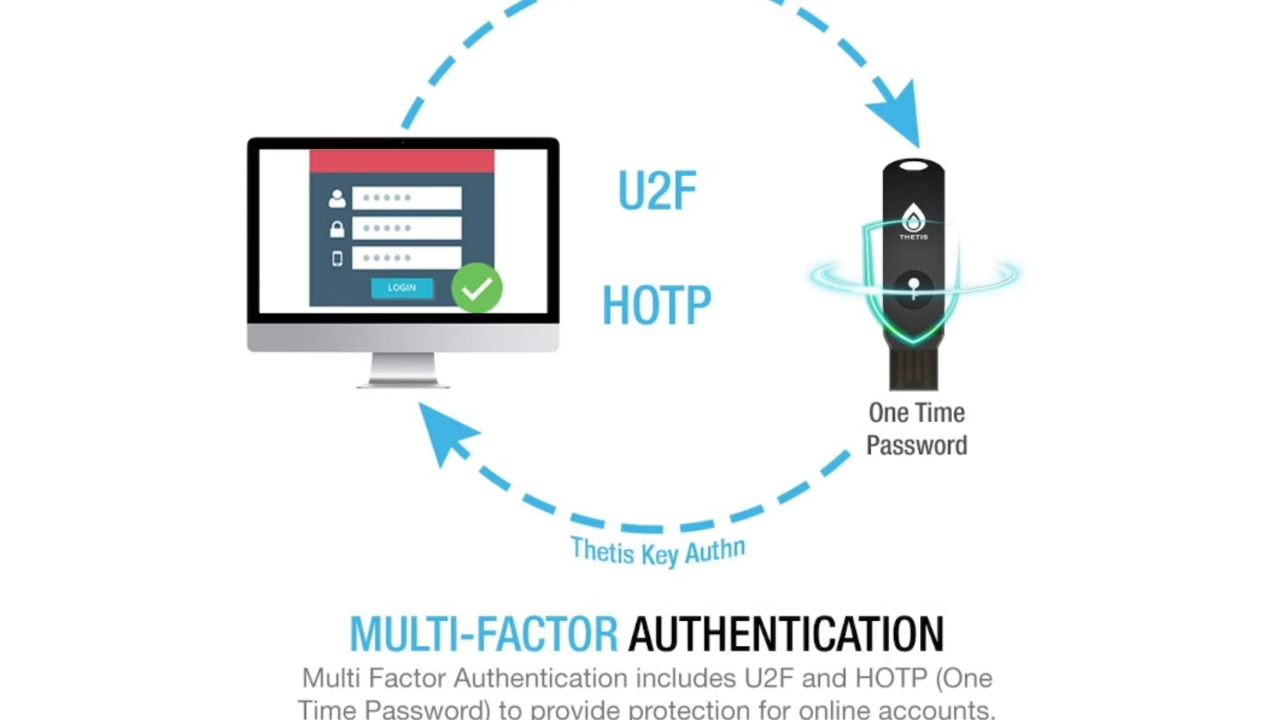 U2F
THETIS
LOGIN
HOTP
One Time
Password
Thetis Key Authn
MULTI-FACTOR AUTHENTICATION
Multi Factor Authentication includes U2F and HOTP (One
Time Password) to provide protection for online accounts.